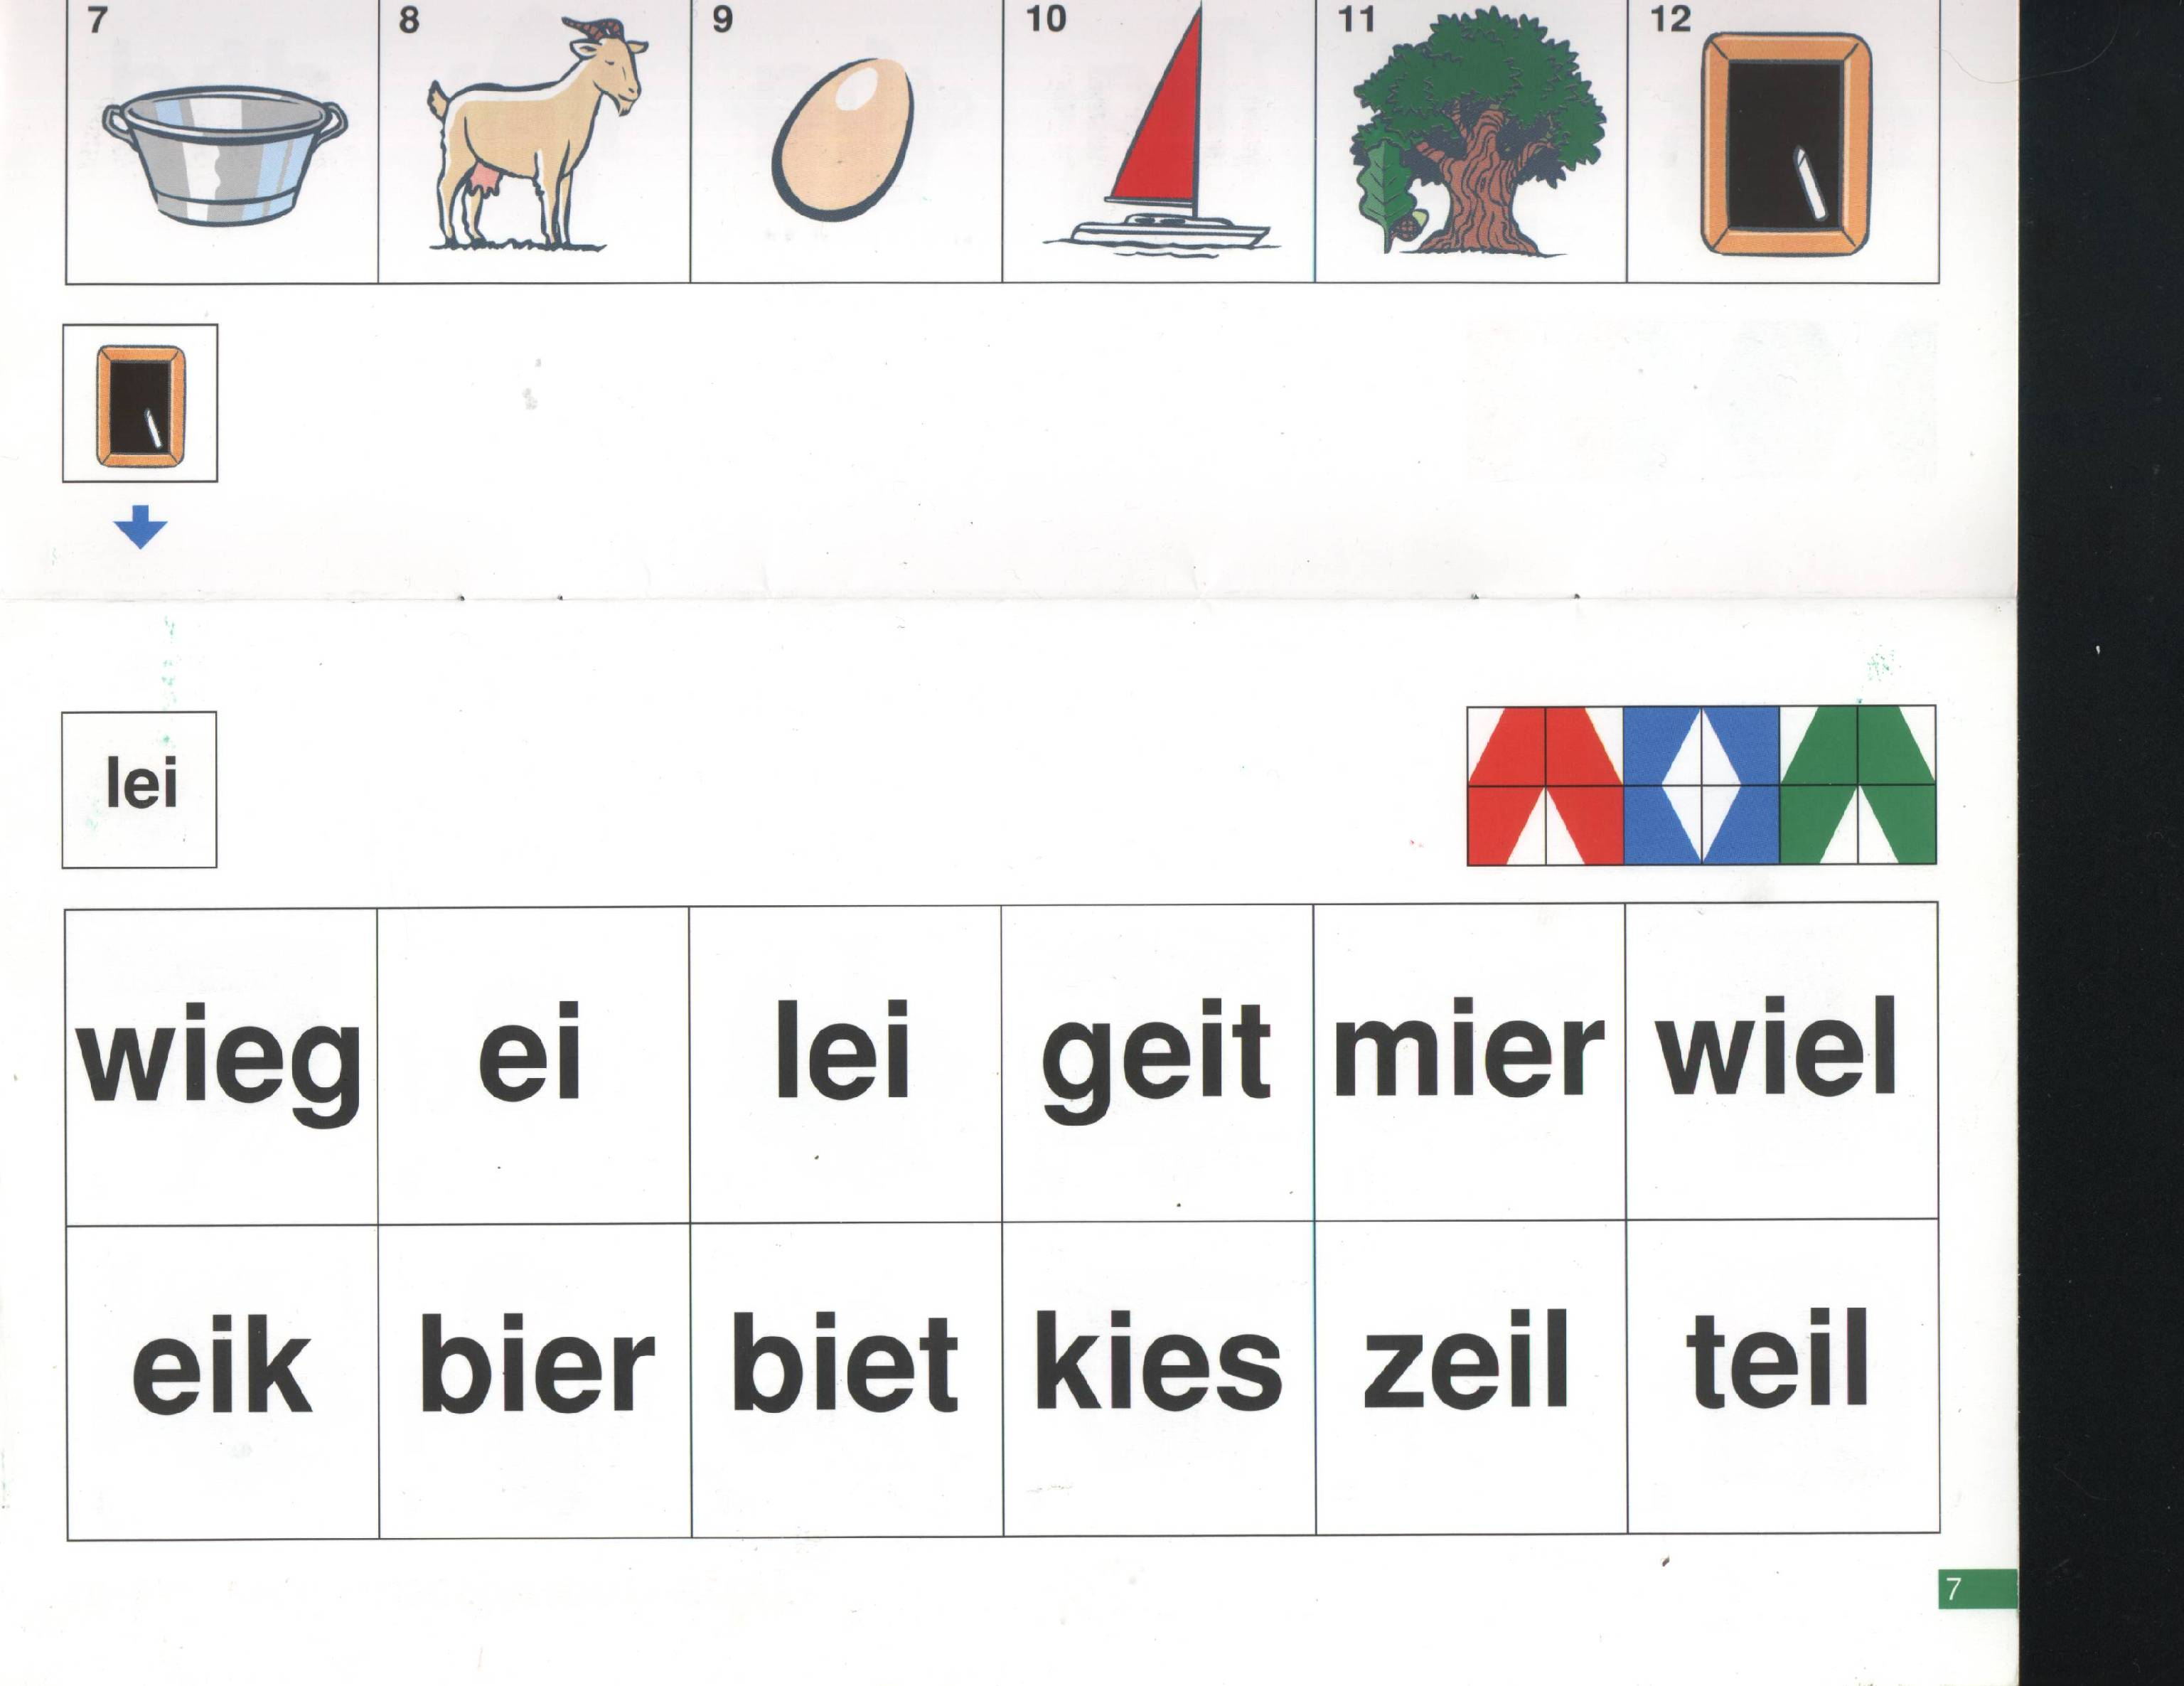 7 8 9 10 11 12
lei
wieg ei lei geit mier wiel
eik bier biet kies zeil teil
7